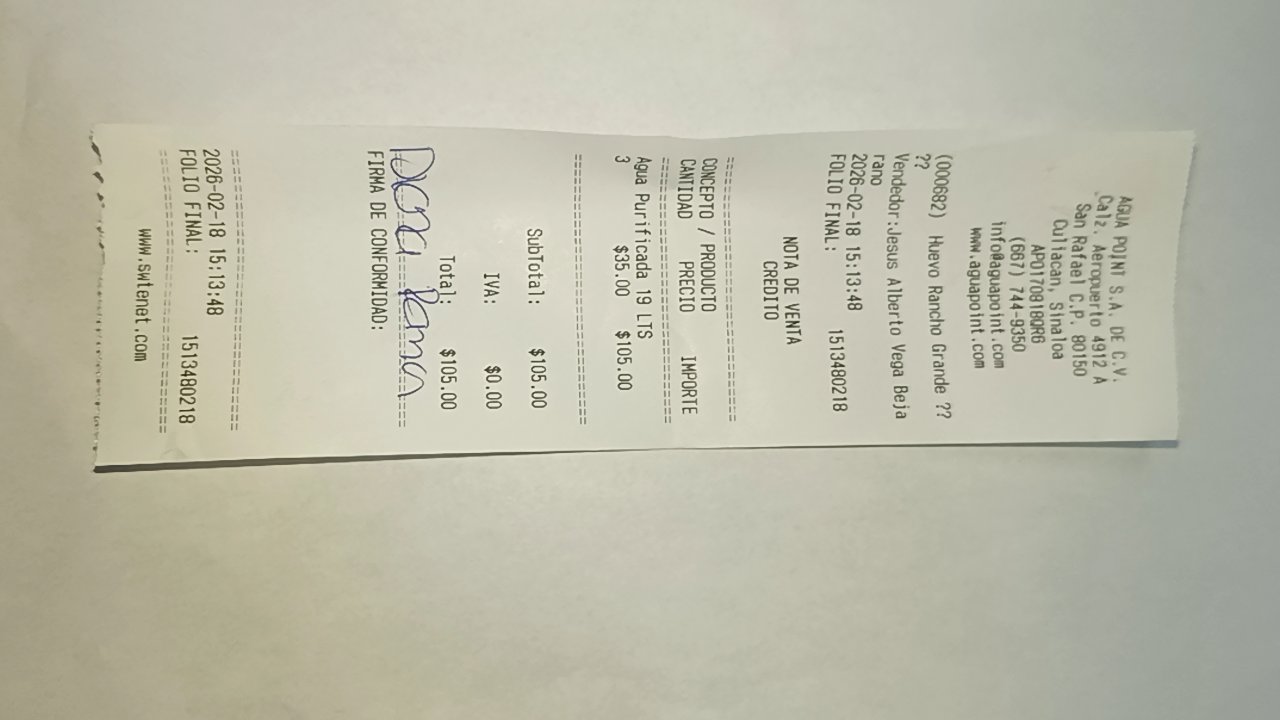 AGUA POINT S.A. DE C.V.
Calz. Aeropuerto 4912 A
San Rafael C.P. 80150
Culiacan, Sinaloa
APO170818QR6
(667) 744-9350
info@aguapoint.com
www.aguapoint.com
(000682) Huevo Rancho Grande ??
??
Vendedor:Jesus Alberto Vega Beja
rano
2026-02-18 15:13:48
FOLIO FINAL: 1513480218
NOTA DE VENTA
CREDITO
================================
CONCEPTO / PRODUCTO
CANTIDAD PRECIO IMPORTE
================================
Agua Purificada 19 LTS
3 $35.00 $105.00
================================
SubTotal: $105.00
IVA: $0.00
Total: $105.00
FIRMA DE CONFORMIDAD:
================================
2026-02-18 15:13:48
FOLIO FINAL: 1513480218
================================
www.swtenet.com